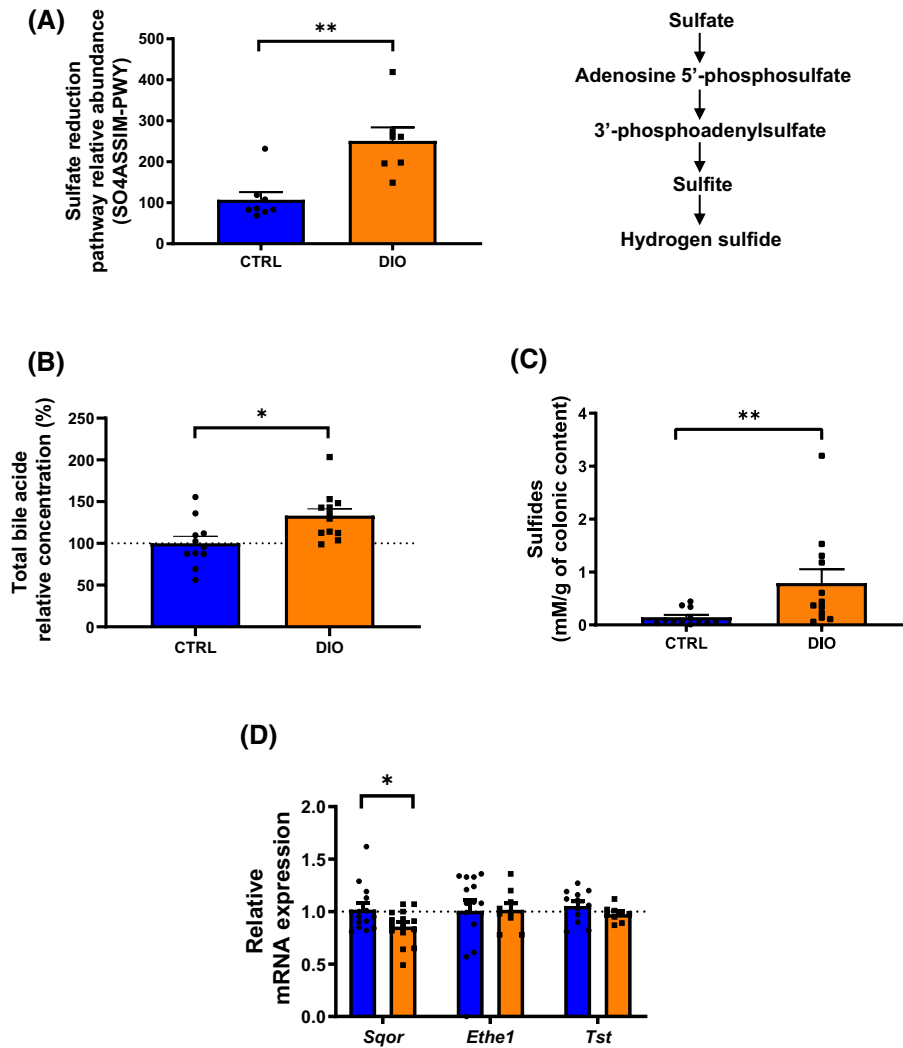 (A)
Sulfate reduction
pathway relative abundance
(SO4ASSIM-PWY)
500
400
300
200
100
0
**
CTRL
DIO
Sulfate
Adenosine 5’-phosphosulfate
3’-phosphoadenylsulfate
Sulfite
Hydrogen sulfide
(B)
Total bile acide
relative concentration (%)
250
200
150
100
50
0
*
CTRL
DIO
(C)
Sulfides
(mM/g of colonic content)
4
3
2
1
0
**
CTRL
DIO
(D)
Relative
mRNA expression
2.0
1.5
1.0
0.5
0.0
*
Sqor
Ethe1
Tst